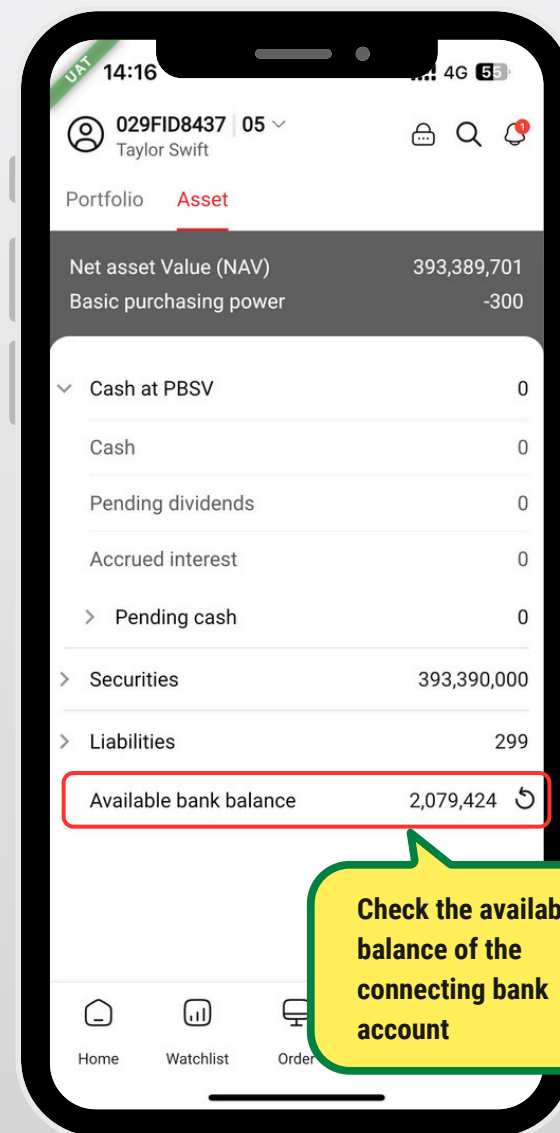 UAT
14:16
4G 55
029FID8437 05
Taylor Swift
1
Portfolio Asset
Net asset Value (NAV) 393,389,701
Basic purchasing power -300
Cash at PBSV 0
Cash 0
Pending dividends 0
Accrued interest 0
Pending cash 0
Securities 393,390,000
Liabilities 299
Available bank balance 2,079,424
Check the availab
balance of the
connecting bank
account
Home Watchlist Order